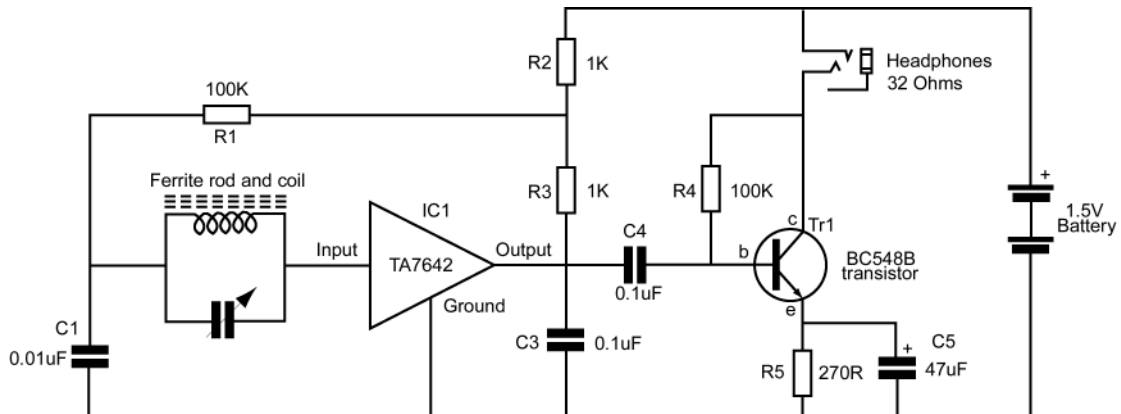 R2
1K
Headphones
32 Ohms
100K
R1
Ferrite rod and coil
R3
1K
R4
100K
IC1
C4
c
Tr1
+
1.5V
Battery
Input
TA7642
Output
b
BC548B
transistor
0.1uF
Ground
e
C1
0.01uF
C3
0.1uF
R5
270R
+
C5
47uF